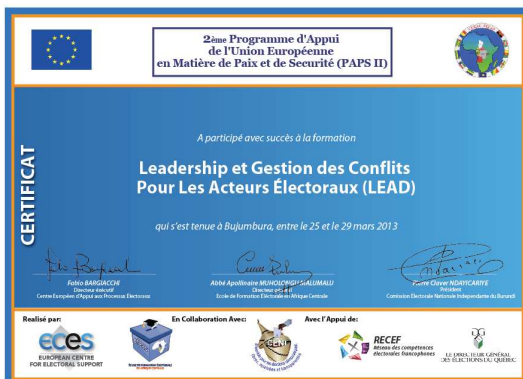 2ème Programme d'Appui
de l'Union Européenne
en Matière de Paix et de Securité (PAPS II)
CERTIFICAT
A participé avec succès à la formation
Leadership et Gestion des Conflits
Pour Les Acteurs Électoraux (LEAD)
qui s'est tenue à Bujumbura, entre le 25 et le 29 mars 2013
Fabio BARGIACCHI
Directeur éxécutif
Centre Européen d'Appui aux Processus Electoraux
Abbé Apollinaire MUHOLONGU MALUMALU
Directeur
Ecole de Formation Electorale en Afrique Centrale
Pierre Claver NDAYICARIYE
Président
Commission Electorale Nationale Independante du Burundi
Realisé par:
En Collaboration Avec:
Avec l'Appui de:
eces
EUROPEAN CENTRE
FOR ELECTORAL SUPPORT
CENI
RECEF
Réseau des compétences
électorales francophones
LE DIRECTEUR GÉNÉRAL
DES ÉLECTIONS DU QUÉBEC